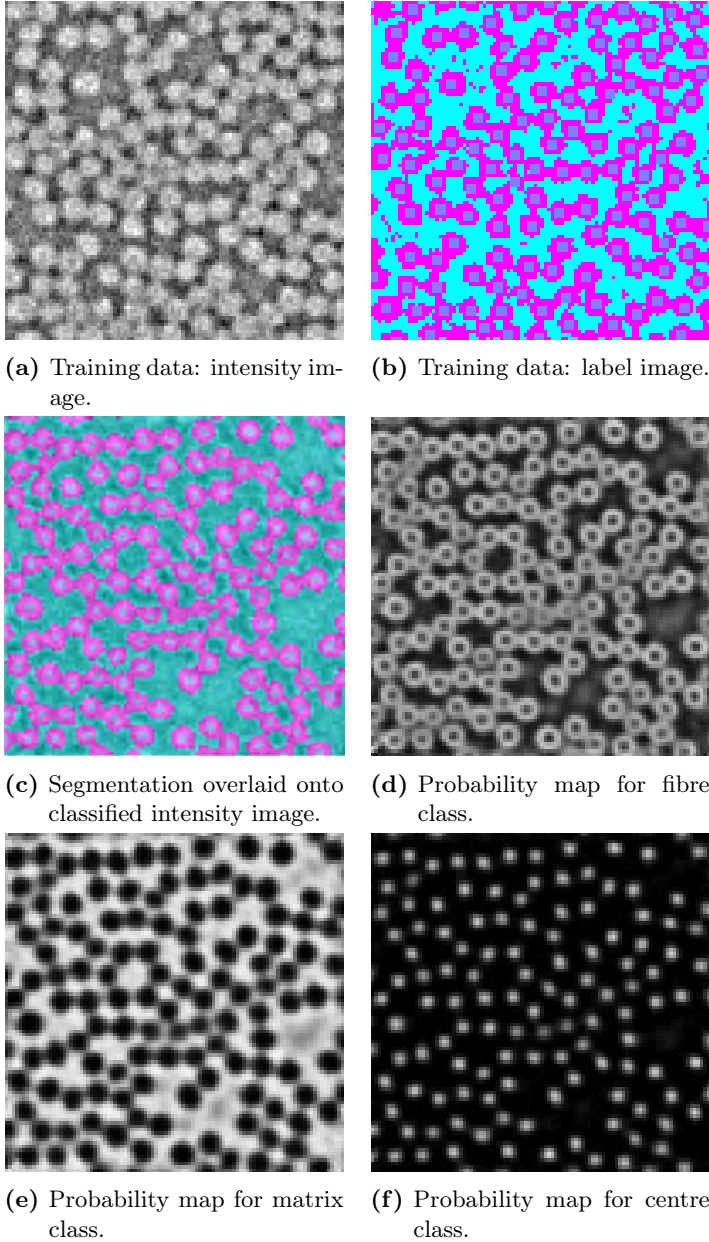 (a) Training data: intensity im-
age.
(b) Training data: label image.
(c) Segmentation overlaid onto
classified intensity image.
(d) Probability map for fibre
class.
(e) Probability map for matrix
class.
(f) Probability map for centre
class.